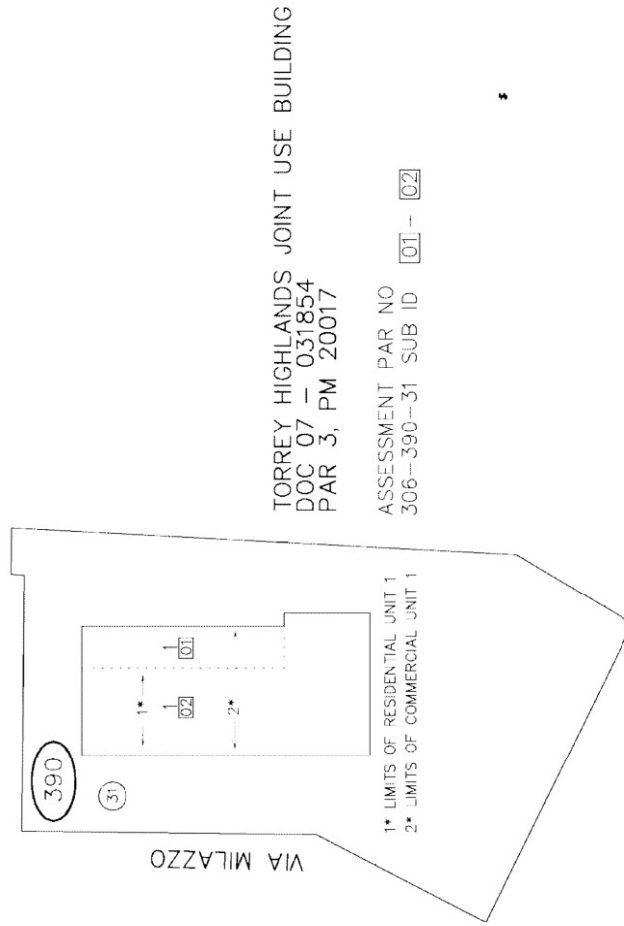 TORREY HIGHLANDS JOINT USE BUILDING
DOC 07 - 031854
PAR 3, PM 20017
ASSESSMENT PAR NO
306-390-31 SUB ID 01 - 02
390
31
1*
1
02
1
01
2*
1* LIMITS OF RESIDENTIAL UNIT 1
2* LIMITS OF COMMERCIAL UNIT 1
VIA MILAZZO